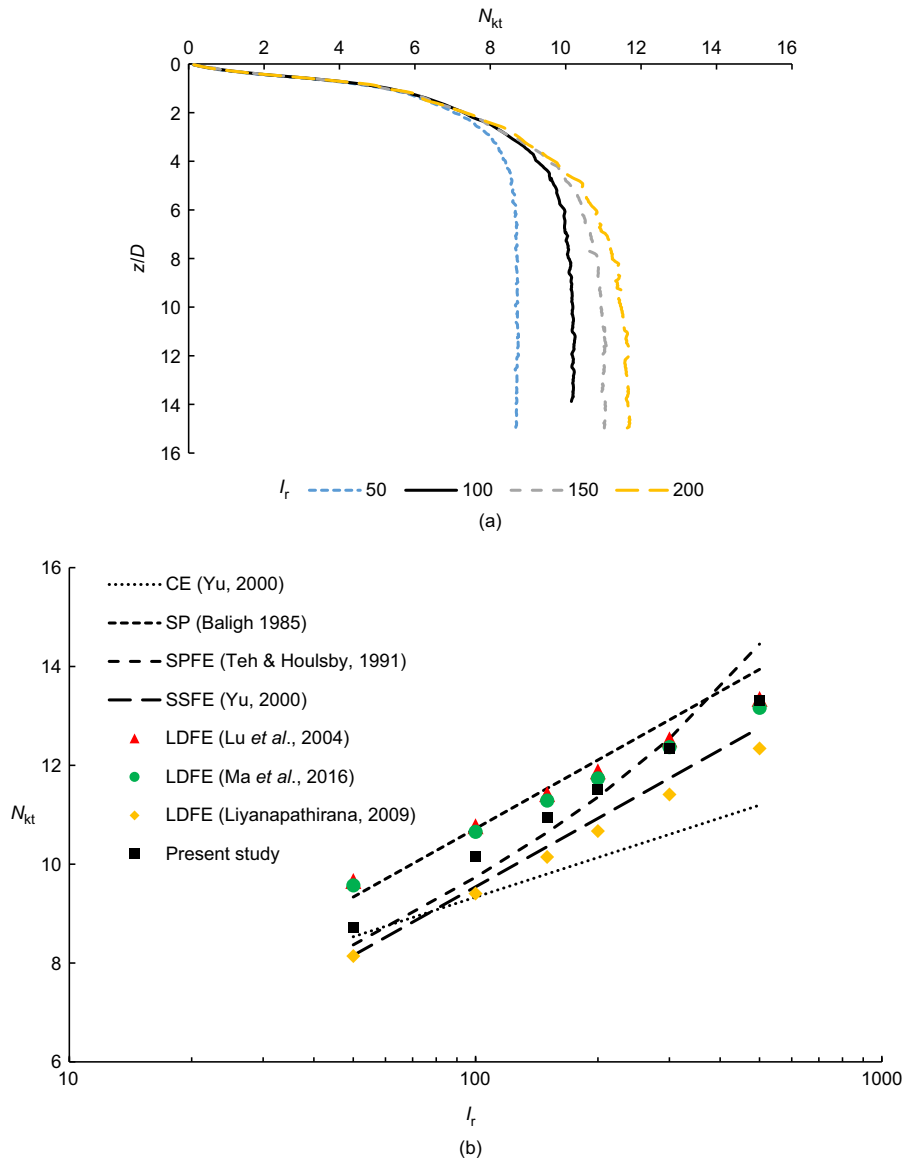 N_kt
0 2 4 6 8 10 12 14 16
0
2
4
6
8
10
12
14
16
z/D
I_r 50 100 150 200
(a)
16
14
12
10
8
6
N_kt
CE (Yu, 2000)
SP (Baligh 1985)
SPFE (Teh & Houlsby, 1991)
SSFE (Yu, 2000)
LDFE (Lu et al., 2004)
LDFE (Ma et al., 2016)
LDFE (Liyanapathirana, 2009)
Present study
10 100 1000
I_r
(b)